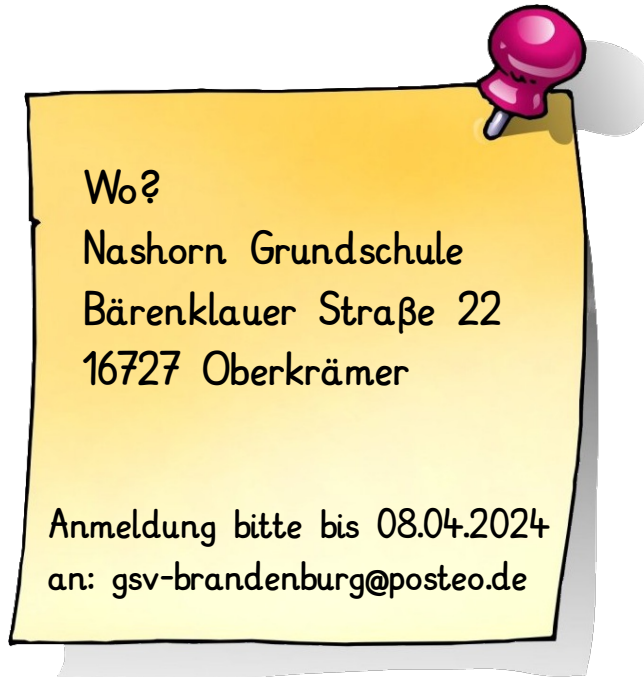 Wo?
Nashorn Grundschule
Bärenklauer Straße 22
16727 Oberkrämer
Anmeldung bitte bis 08.04.2024
an: gsv-brandenburg@posteo.de